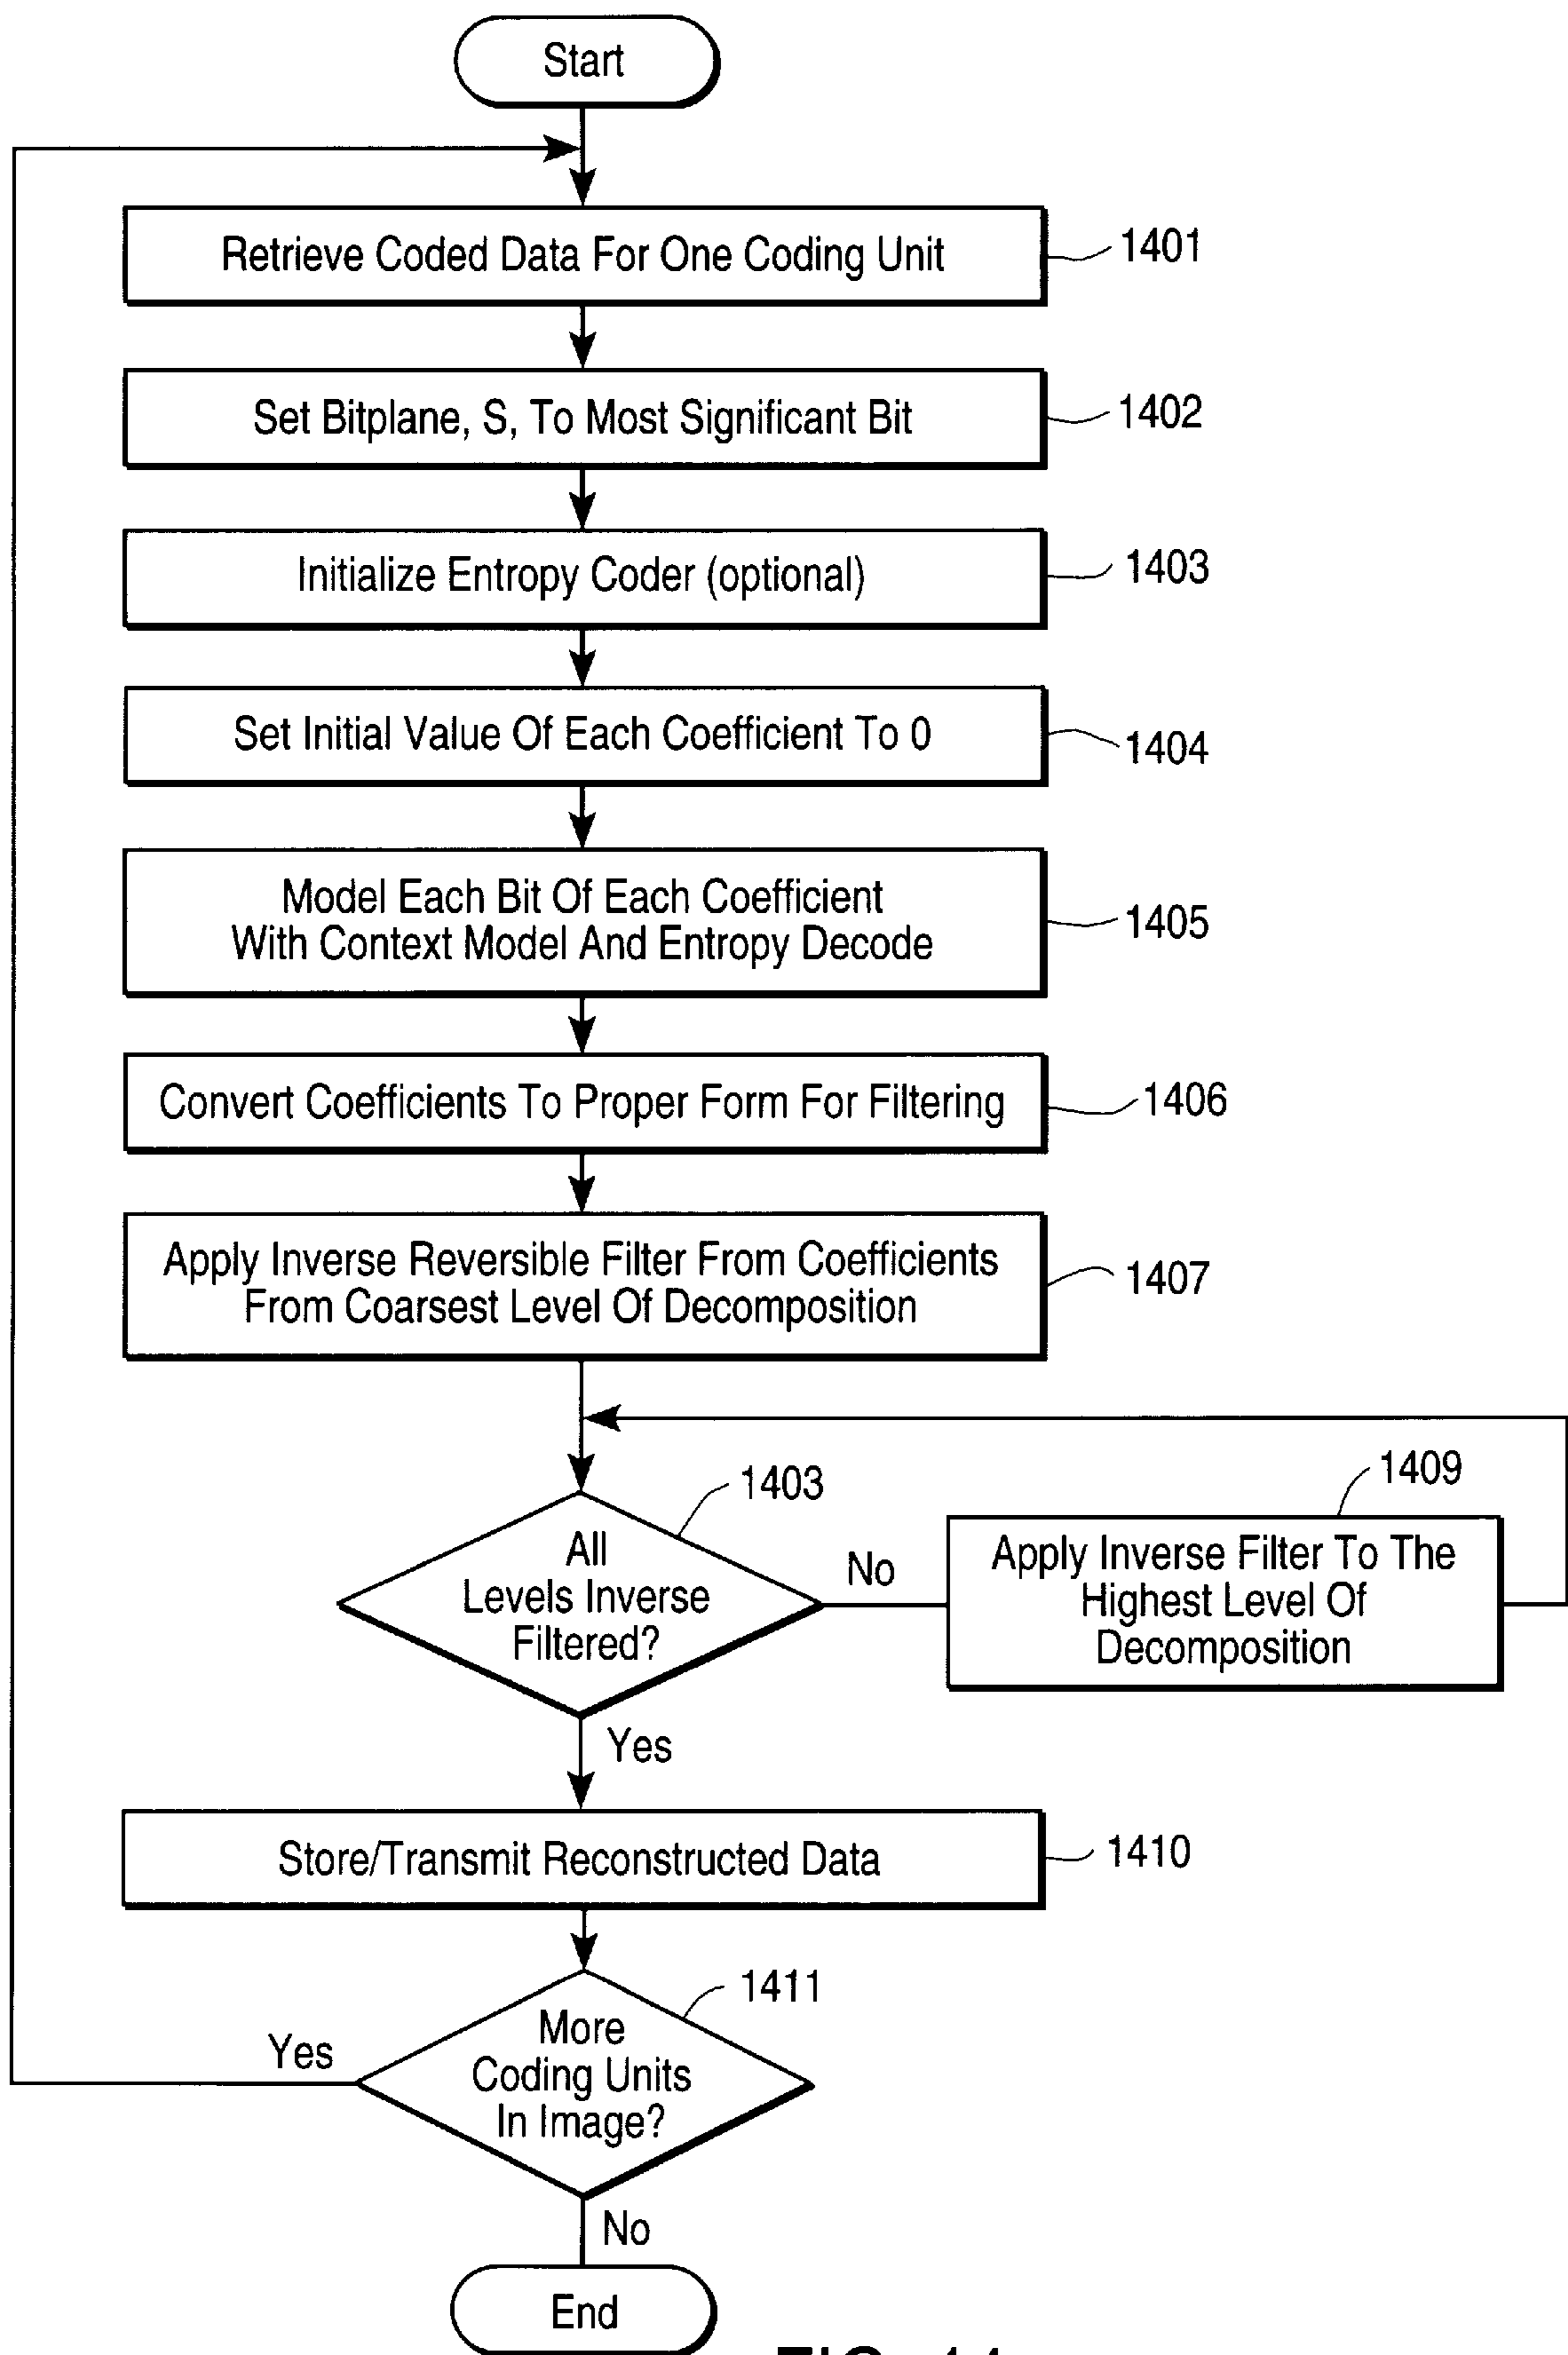 Start
Retrieve Coded Data For One Coding Unit
1401
Set Bitplane, S, To Most Significant Bit
1402
Initialize Entropy Coder (optional)
1403
Set Initial Value Of Each Coefficient To 0
1404
Model Each Bit Of Each Coefficient
With Context Model And Entropy Decode
1405
Convert Coefficients To Proper Form For Filtering
1406
Apply Inverse Reversible Filter From Coefficients
From Coarsest Level Of Decomposition
1407
1403
All
Levels Inverse
Filtered?
No
1409
Apply Inverse Filter To The
Highest Level Of
Decomposition
Yes
Store/Transmit Reconstructed Data
1410
1411
More
Coding Units
In Image?
Yes
No
End